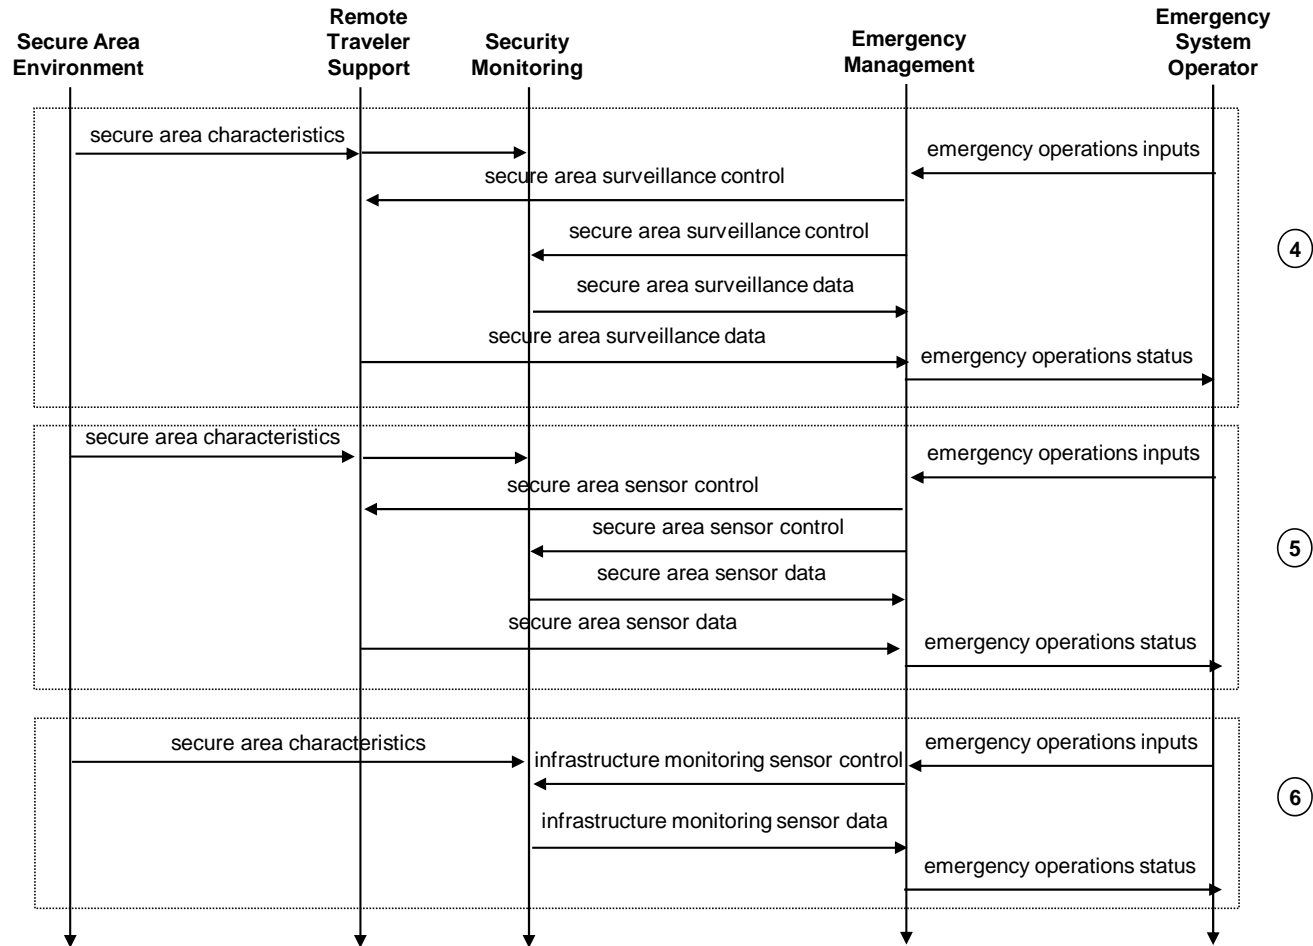 Secure Area
Environment
Remote
Traveler
Support
Security
Monitoring
Emergency
Management
Emergency
System
Operator
secure area characteristics
emergency operations inputs
secure area surveillance control
secure area surveillance control
4
secure area surveillance data
secure area surveillance data
emergency operations status
secure area characteristics
emergency operations inputs
secure area sensor control
secure area sensor control
5
secure area sensor data
secure area sensor data
emergency operations status
secure area characteristics
emergency operations inputs
infrastructure monitoring sensor control
6
infrastructure monitoring sensor data
emergency operations status